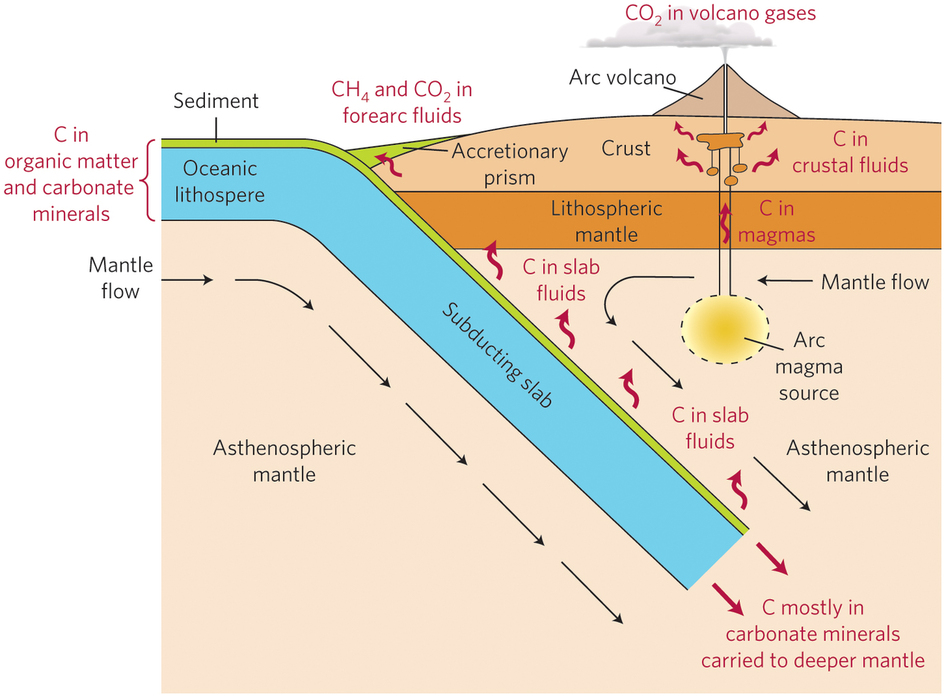 CO2 in volcano gases
Arc volcano
CH4 and CO2 in
forearc fluids
Sediment
C in
organic matter
and carbonate
minerals
Oceanic
lithospere
Accretionary
prism
Crust
C in
crustal fluids
Lithospheric
mantle
C in
magmas
Mantle
flow
C in slab
fluids
Mantle flow
Subducting slab
Arc
magma
source
C in slab
fluids
Asthenospheric
mantle
Asthenospheric
mantle
C mostly in
carbonate minerals
carried to deeper mantle